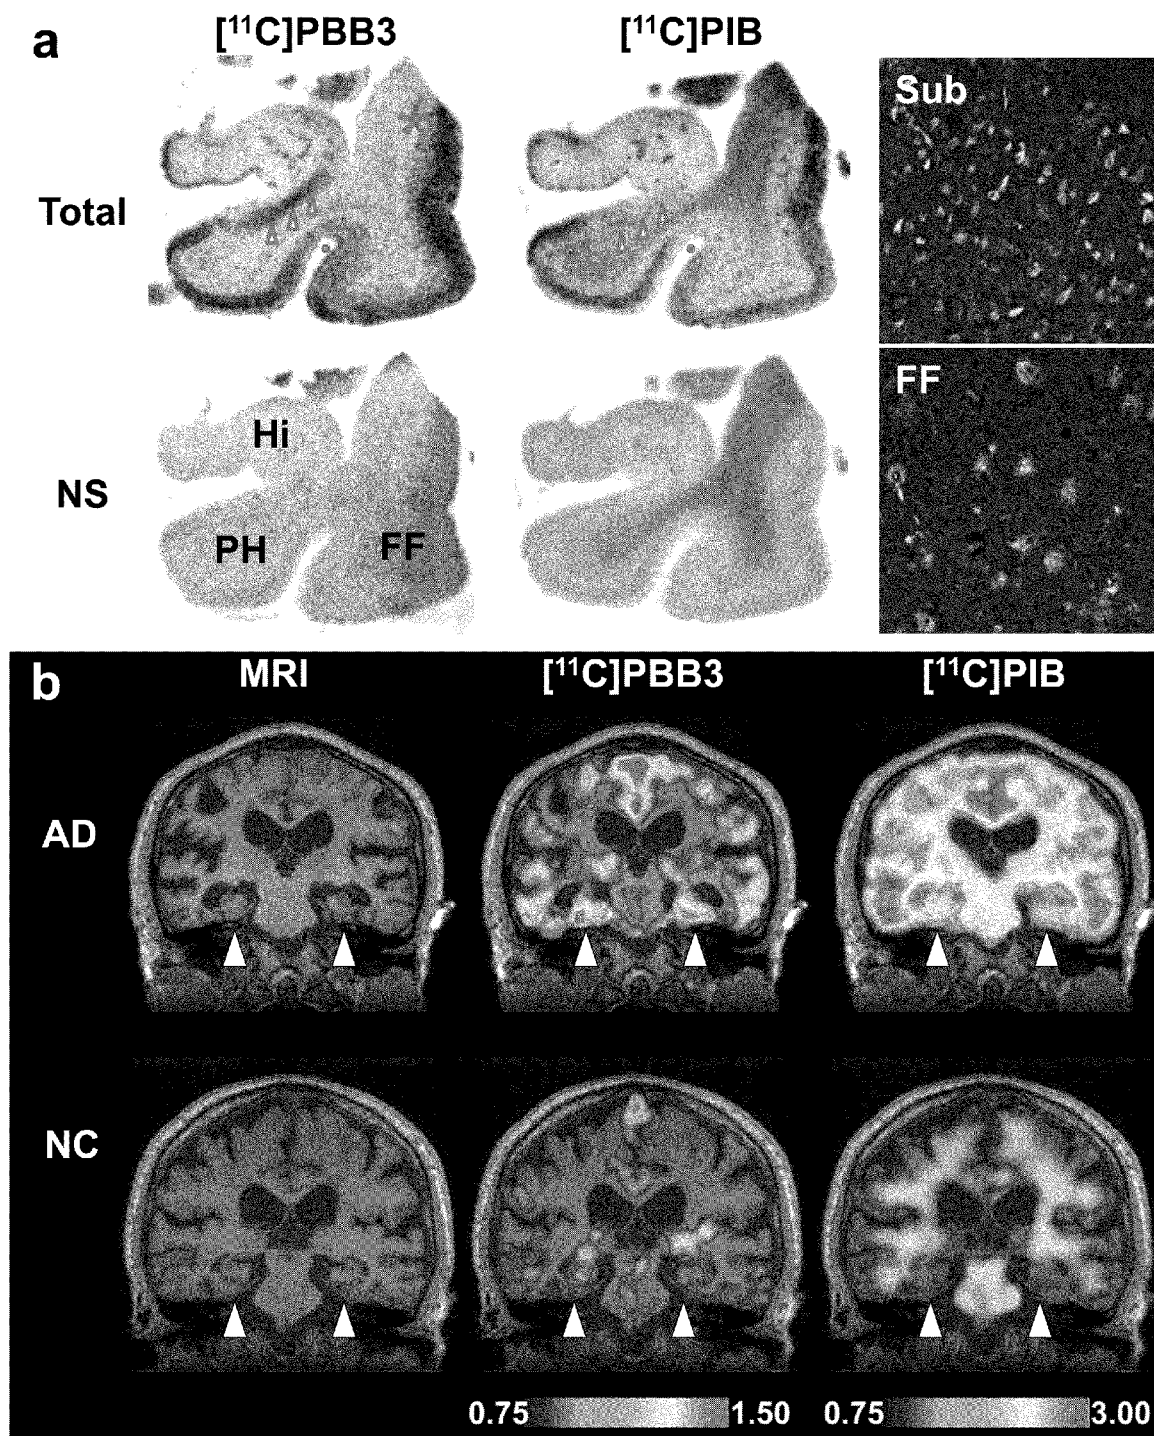 a
[¹¹C]PBB3 [¹¹C]PIB
Sub
Total
FF
Hi
NS
PH FF
b
MRI [¹¹C]PBB3 [¹¹C]PIB
AD
NC
0.75 1.50 0.75 3.00